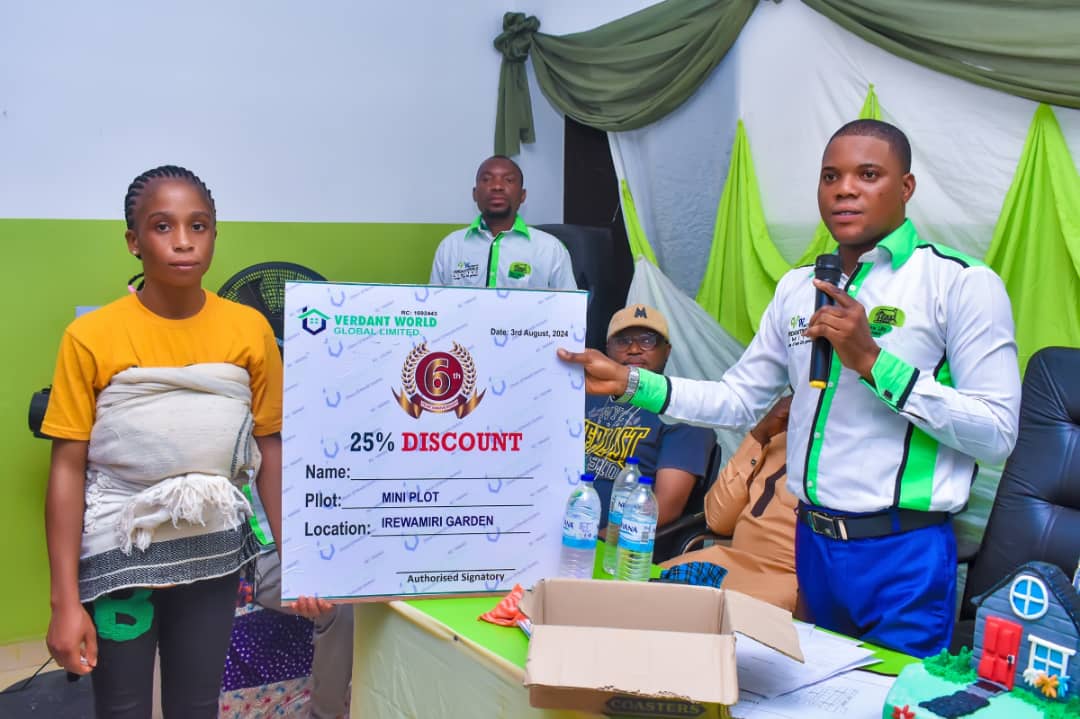 RC: 1692443
VERDANT WORLD
GLOBAL LIMITED.
Date: 3rd August, 2024
6th
25% DISCOUNT
Name:
Pllot: MINI PLOT
Location: IREWAMIRI GARDEN
Authorised Signatory
M
COASTERS